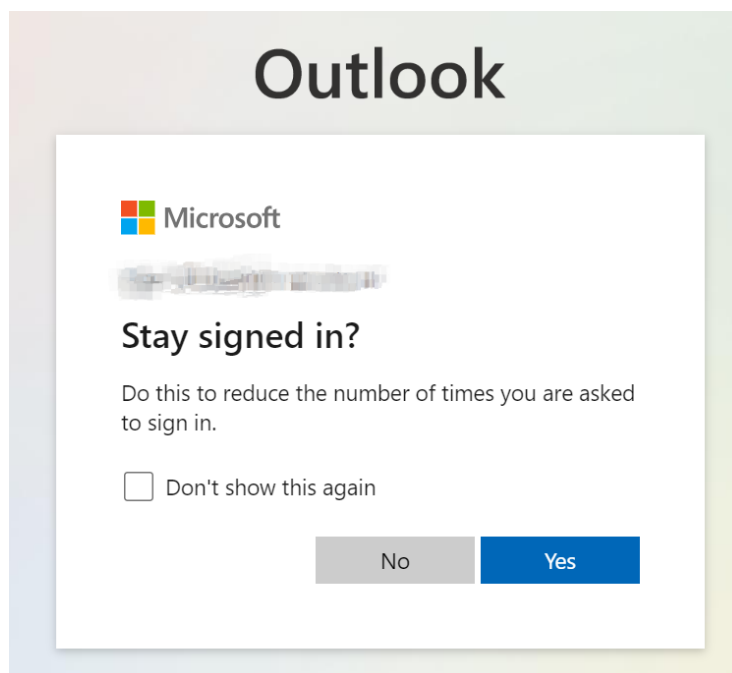 Outlook
Microsoft
Stay signed in?
Do this to reduce the number of times you are asked
to sign in.
Don't show this again
No
Yes